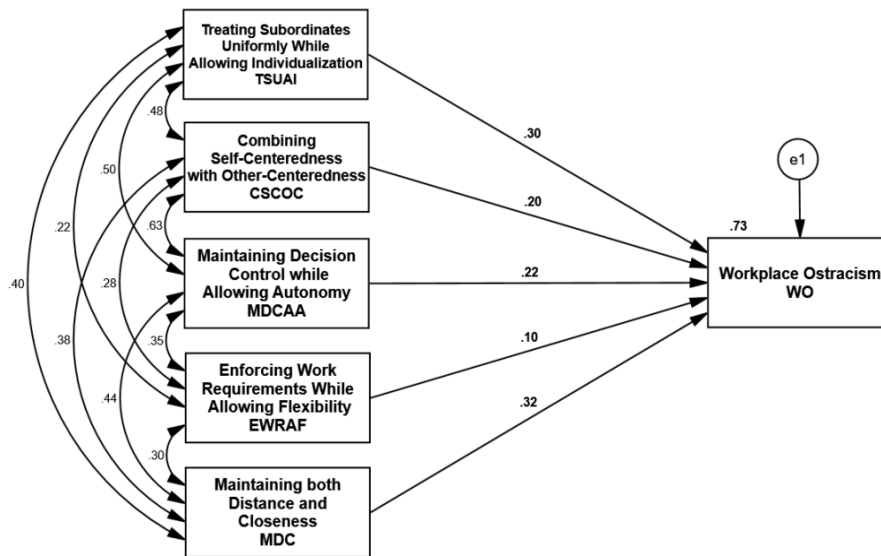 Treating Subordinates
Uniformly While
Allowing Individualization
TSUAI
.48
.30
Combining
Self-Centeredness
with Other-Centeredness
CSCOC
e1
.50
.20
.73
.22
.63
Maintaining Decision
Control while
Allowing Autonomy
MDCAA
.22
Workplace Ostracism
WO
.40
.28
.38
.35
.10
Enforcing Work
Requirements While
Allowing Flexibility
EWRAF
.44
.32
.30
Maintaining both
Distance and
Closeness
MDC